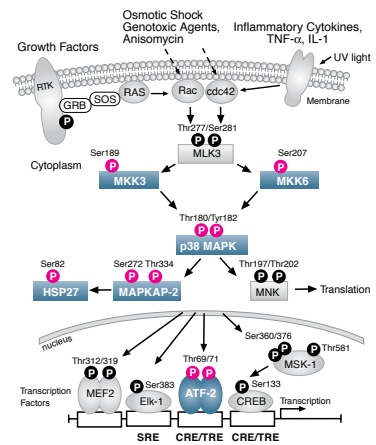 Osmotic Shock
Genotoxic Agents,
Anisomycin
Inflammatory Cytokines,
TNF-α, IL-1
Growth Factors
UV light
RTK
GRB
SOS
RAS
Rac
cdc42
Membrane
P
Thr277/Ser281
P P
MLK3
Cytoplasm
Ser189
P
MKK3
Ser207
P
MKK6
Thr180/Tyr182
P P
p38 MAPK
Ser82
P
HSP27
Ser272 Thr334
P P
MAPKAP-2
Thr197/Thr202
P P
MNK
Translation
nucleus
Ser360/376
P P
P Thr581
MSK-1
Thr312/319
P P
MEF2
P Ser383
Elk-1
Thr69/71
P P
ATF-2
Ser133
P
CREB
Transcription
Factors
Transcription
SRE
CRE/TRE
CRE/TRE